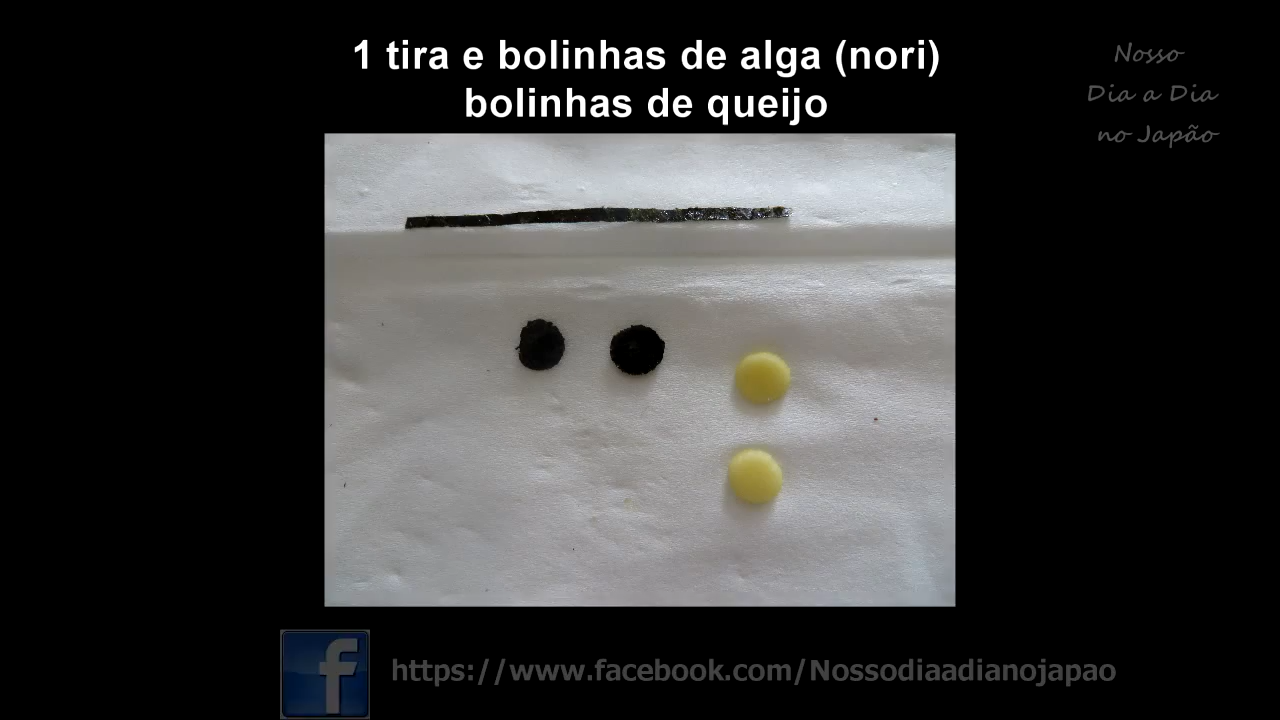 1 tira e bolinhas de alga (nori)
bolinhas de queijo
Nosso
Dia a Dia
no Japão
f https://www.facebook.com/Nossodiaadianojapao